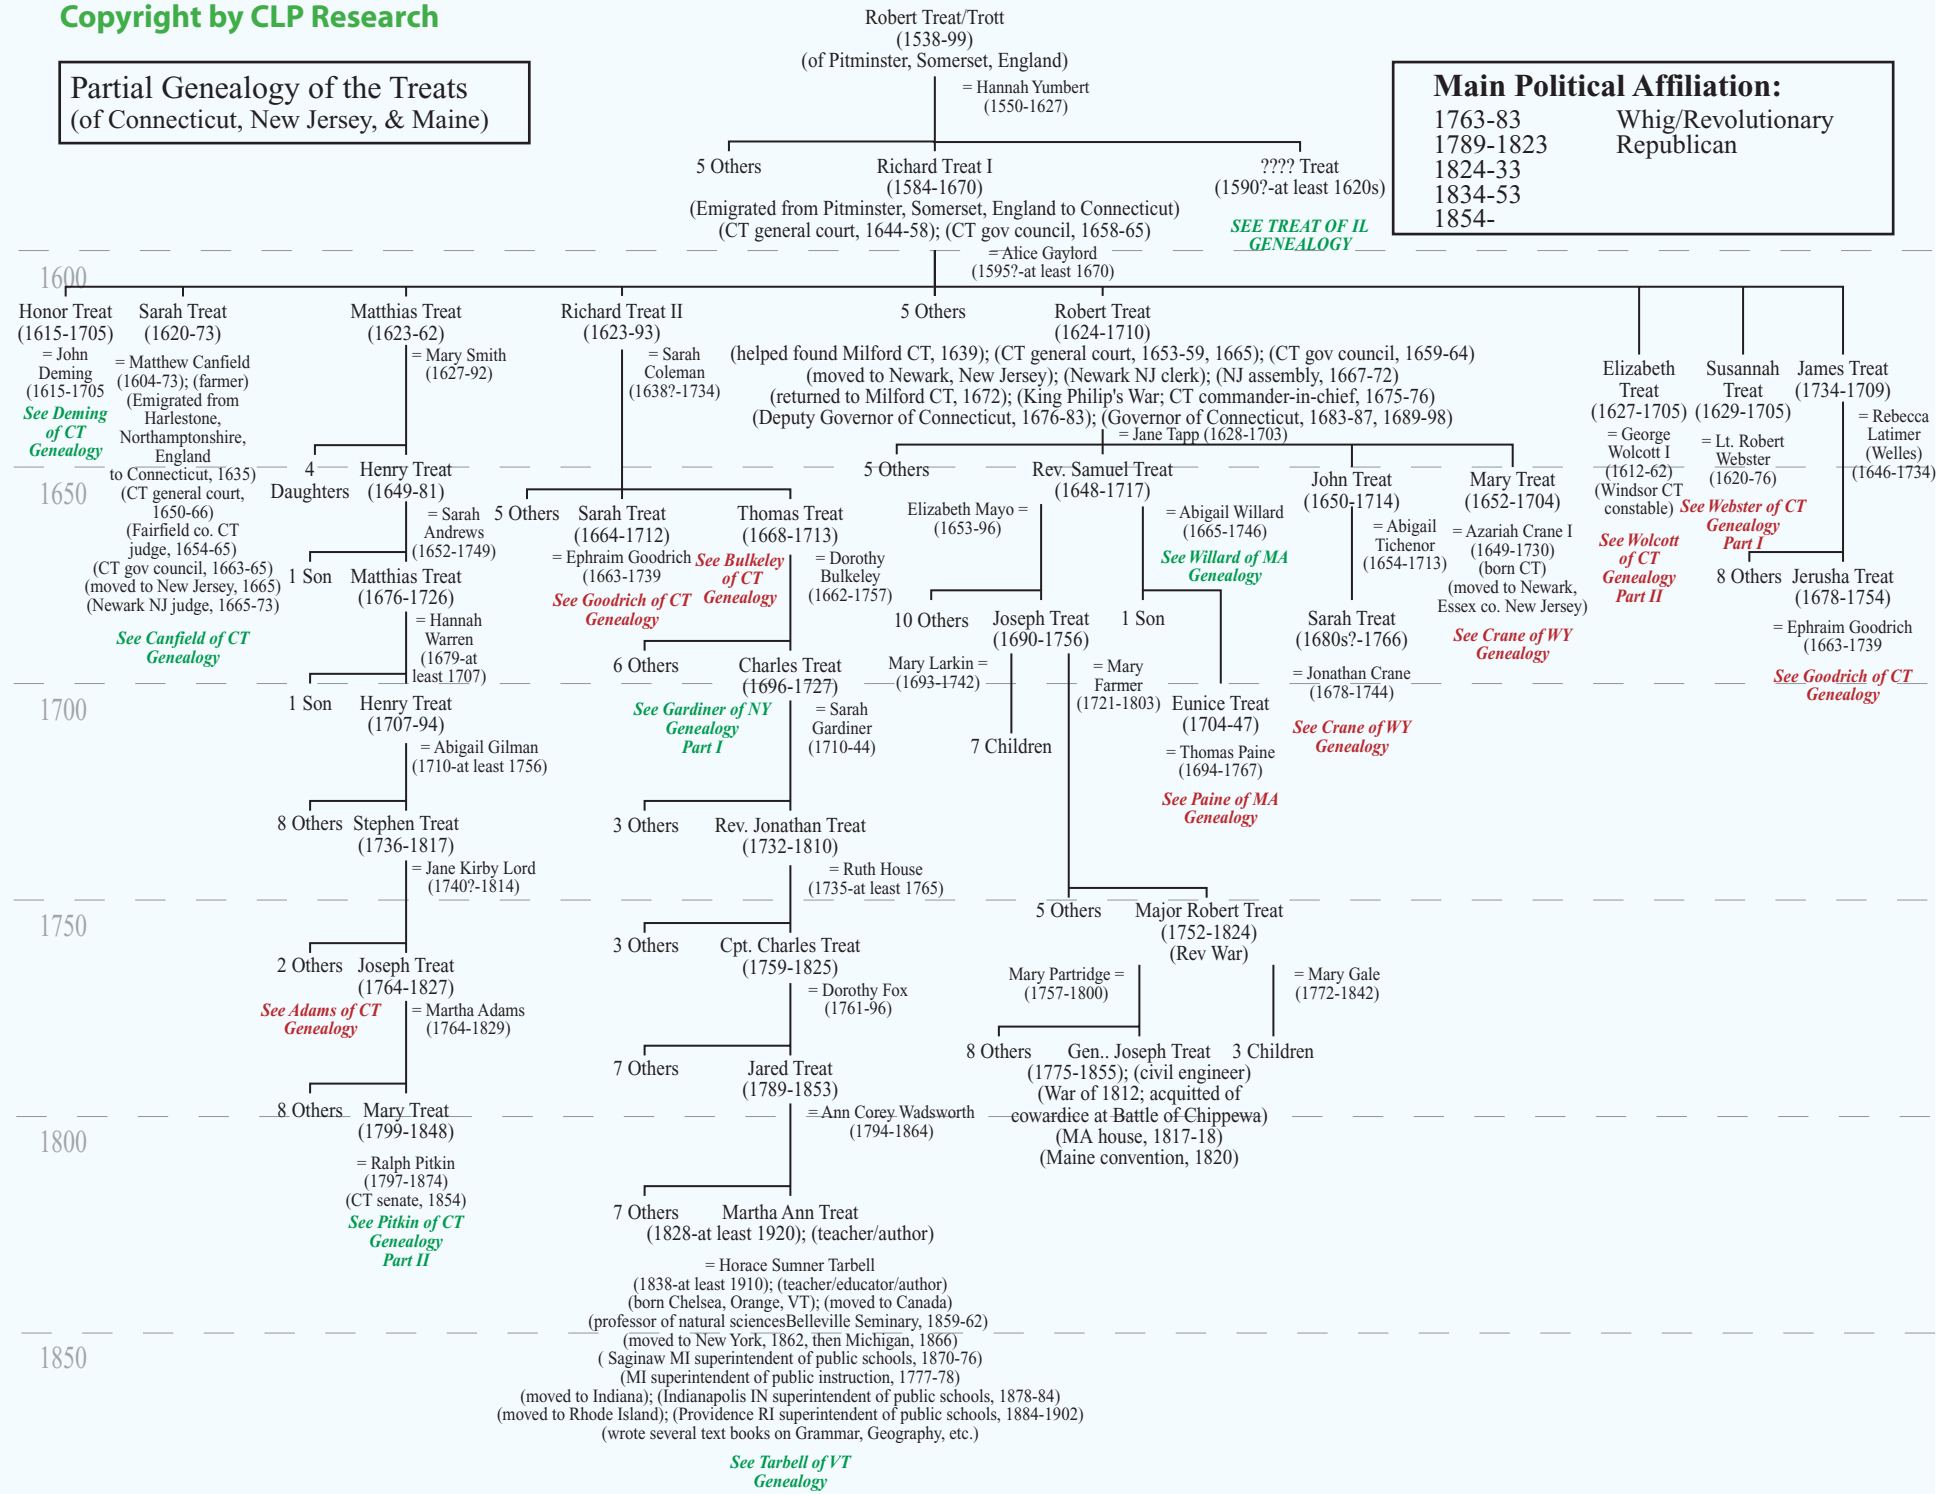 Copyright by CLP Research
Partial Genealogy of the Treats
(of Connecticut, New Jersey, & Maine)
Robert Treat/Trott
(1538-99)
(of Pitminster, Somerset, England)
= Hannah Yumbert
(1550-1627)
Main Political Affiliation:
1763-83 Whig/Revolutionary
1789-1823 Republican
1824-33
1834-53
1854-
5 Others
Richard Treat I
(1584-1670)
(Emigrated from Pitminster, Somerset, England to Connecticut)
(CT general court, 1644-58); (CT gov council, 1658-65)
= Alice Gaylord
(1595?-at least 1670)
???? Treat
(1590?-at least 1620s)
SEE TREAT OF IL
GENEALOGY
1600
Honor Treat
(1615-1705)
= John
Deming
(1615-1705
See Deming
of CT
Genealogy
Sarah Treat
(1620-73)
= Matthew Canfield
(1604-73); (farmer)
(Emigrated from
Harlestone,
Northamptonshire,
England
to Connecticut, 1635)
(CT general court,
1650-66)
(Fairfield co. CT
judge, 1654-65)
(CT gov council, 1663-65)
(moved to New Jersey, 1665)
(Newark NJ judge, 1665-73)
See Canfield of CT
Genealogy
Matthias Treat
(1623-62)
= Mary Smith
(1627-92)
Richard Treat II
(1623-93)
= Sarah
Coleman
(1638?-1734)
5 Others
Robert Treat
(1624-1710)
(helped found Milford CT, 1639); (CT general court, 1653-59, 1665); (CT gov council, 1659-64)
(moved to Newark, New Jersey); (Newark NJ clerk); (NJ assembly, 1667-72)
(returned to Milford CT, 1672); (King Philip's War; CT commander-in-chief, 1675-76)
(Deputy Governor of Connecticut, 1676-83); (Governor of Connecticut, 1683-87, 1689-98)
= Jane Tapp (1628-1703)
Elizabeth
Treat
(1627-1705)
= George
Wolcott I
(1612-62)
(Windsor CT
constable)
See Wolcott
of CT
Genealogy
Part II
Susannah
Treat
(1629-1705)
= Lt. Robert
Webster
(1620-76)
See Webster of CT
Genealogy
Part I
James Treat
(1734-1709)
= Rebecca
Latimer
(Welles)
(1646-1734)
1650
4
Daughters
Henry Treat
(1649-81)
= Sarah
Andrews
(1652-1749)
5 Others
Sarah Treat
(1664-1712)
= Ephraim Goodrich
(1663-1739
See Goodrich of CT
Genealogy
Thomas Treat
(1668-1713)
See Bulkeley
of CT
Genealogy
= Dorothy
Bulkeley
(1662-1757)
5 Others
Rev. Samuel Treat
(1648-1717)
Elizabeth Mayo =
(1653-96)
= Abigail Willard
(1665-1746)
See Willard of MA
Genealogy
John Treat
(1650-1714)
= Abigail
Tichenor
(1654-1713)
Mary Treat
(1652-1704)
= Azariah Crane I
(1649-1730)
(born CT)
(moved to Newark,
Essex co. New Jersey)
See Crane of WY
Genealogy
8 Others
Jerusha Treat
(1678-1754)
= Ephraim Goodrich
(1663-1739
See Goodrich of CT
Genealogy
1 Son
Matthias Treat
(1676-1726)
= Hannah
Warren
(1679-at
least 1707)
6 Others
Charles Treat
(1696-1727)
See Gardiner of NY
Genealogy
Part I
= Sarah
Gardiner
(1710-44)
10 Others
Joseph Treat
(1690-1756)
Mary Larkin =
(1693-1742)
= Mary
Farmer
(1721-1803)
1 Son
Sarah Treat
(1680s?-1766)
= Jonathan Crane
(1678-1744)
See Crane of WY
Genealogy
1700
1 Son
Henry Treat
(1707-94)
= Abigail Gilman
(1710-at least 1756)
7 Children
Eunice Treat
(1704-47)
= Thomas Paine
(1694-1767)
See Paine of MA
Genealogy
8 Others
Stephen Treat
(1736-1817)
= Jane Kirby Lord
(1740?-1814)
3 Others
Rev. Jonathan Treat
(1732-1810)
= Ruth House
(1735-at least 1765)
1750
5 Others
Major Robert Treat
(1752-1824)
(Rev War)
Mary Partridge =
(1757-1800)
= Mary Gale
(1772-1842)
2 Others
Joseph Treat
(1764-1827)
See Adams of CT
Genealogy
= Martha Adams
(1764-1829)
3 Others
Cpt. Charles Treat
(1759-1825)
= Dorothy Fox
(1761-96)
7 Others
Jared Treat
(1789-1853)
= Ann Corey Wadsworth
(1794-1864)
8 Others
Gen.. Joseph Treat
(1775-1855); (civil engineer)
(War of 1812; acquitted of
cowardice at Battle of Chippewa)
(MA house, 1817-18)
(Maine convention, 1820)
3 Children
1800
8 Others
Mary Treat
(1799-1848)
= Ralph Pitkin
(1797-1874)
(CT senate, 1854)
See Pitkin of CT
Genealogy
Part II
7 Others
Martha Ann Treat
(1828-at least 1920); (teacher/author)
= Horace Sumner Tarbell
(1838-at least 1910); (teacher/educator/author)
(born Chelsea, Orange, VT); (moved to Canada)
(professor of natural sciencesBelleville Seminary, 1859-62)
(moved to New York, 1862, then Michigan, 1866)
( Saginaw MI superintendent of public schools, 1870-76)
(MI superintendent of public instruction, 1777-78)
(moved to Indiana); (Indianapolis IN superintendent of public schools, 1878-84)
(moved to Rhode Island); (Providence RI superintendent of public schools, 1884-1902)
(wrote several text books on Grammar, Geography, etc.)
See Tarbell of VT
Genealogy
1850